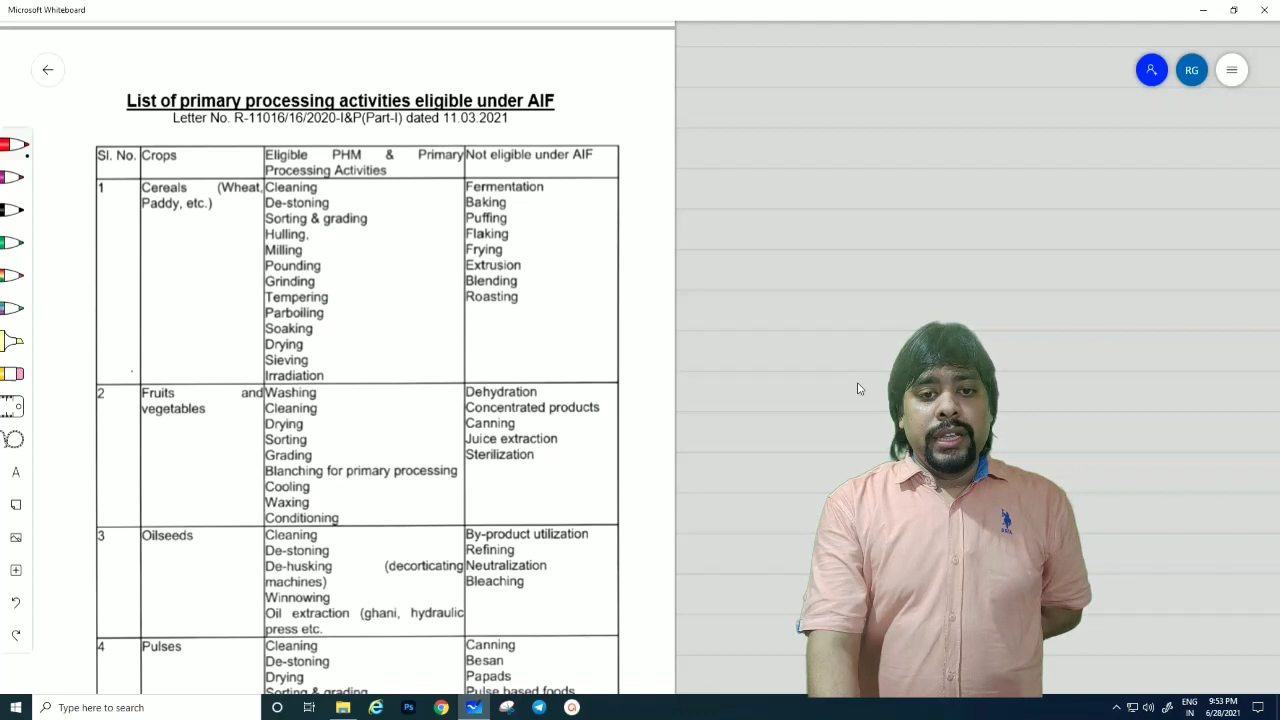 Microsoft Whiteboard
RG
List of primary processing activities eligible under AIF
Letter No. R-11016/16/2020-I&P(Part-I) dated 11.03.2021
Sl. No. Crops Eligible PHM & Primary Processing Activities Not eligible under AIF
1 Cereals (Wheat, Paddy, etc.)
Cleaning
De-stoning
Sorting & grading
Hulling,
Milling
Pounding
Grinding
Tempering
Parboiling
Soaking
Drying
Sieving
Irradiation
Fermentation
Baking
Puffing
Flaking
Frying
Extrusion
Blending
Roasting
2 Fruits and vegetables
Washing
Cleaning
Drying
Sorting
Grading
Blanching for primary processing
Cooling
Waxing
Conditioning
Dehydration
Concentrated products
Canning
Juice extraction
Sterilization
3 Oilseeds
Cleaning
De-stoning
De-husking (decorticating
machines)
Winnowing
Oil extraction (ghani, hydraulic
press etc.
By-product utilization
Refining
Neutralization
Bleaching
4 Pulses
Cleaning
De-stoning
Drying
Sorting & grading
Canning
Besan
Papads
Pulse based foods
Type here to search
ENG
IN
9:53 PM
6/28/2021